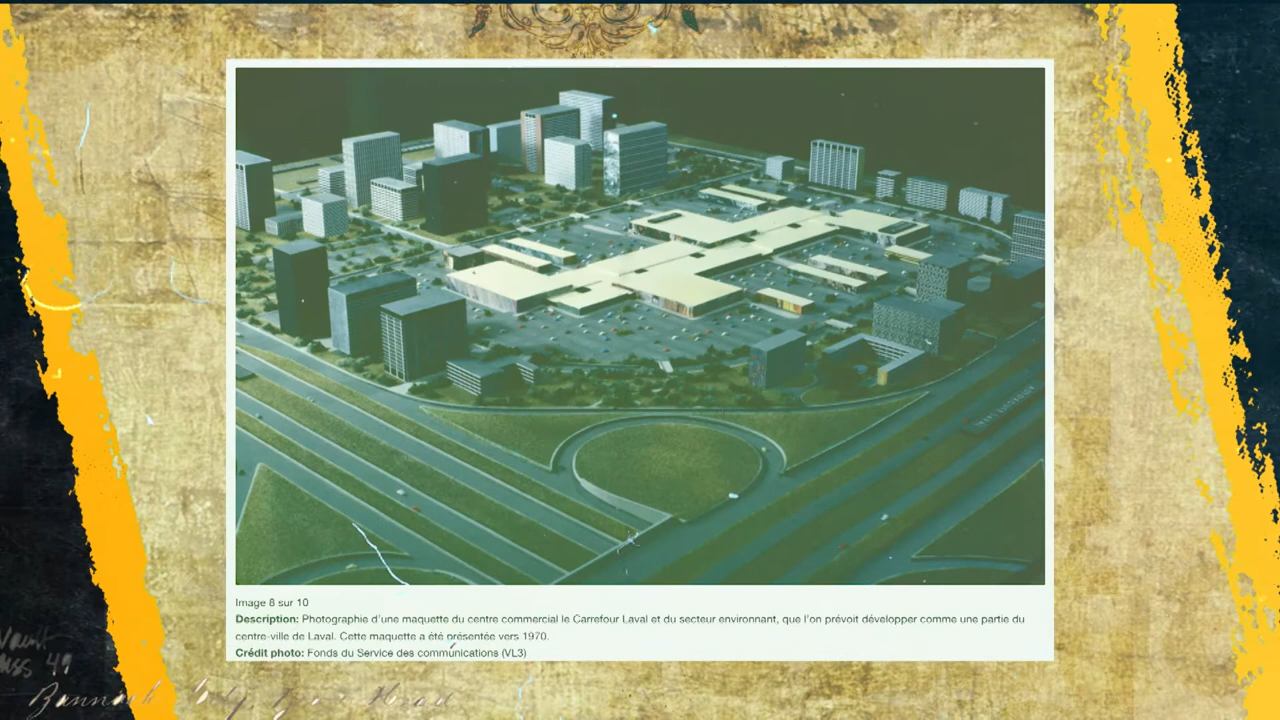 Image 8 sur 10
Description: Photographie d'une maquette du centre commercial le Carrefour Laval et du secteur environnant, que l'on prévoit développer comme une partie du
centre-ville de Laval. Cette maquette a été présentée vers 1970.
Crédit photo: Fonds du Service des communications (VL3)